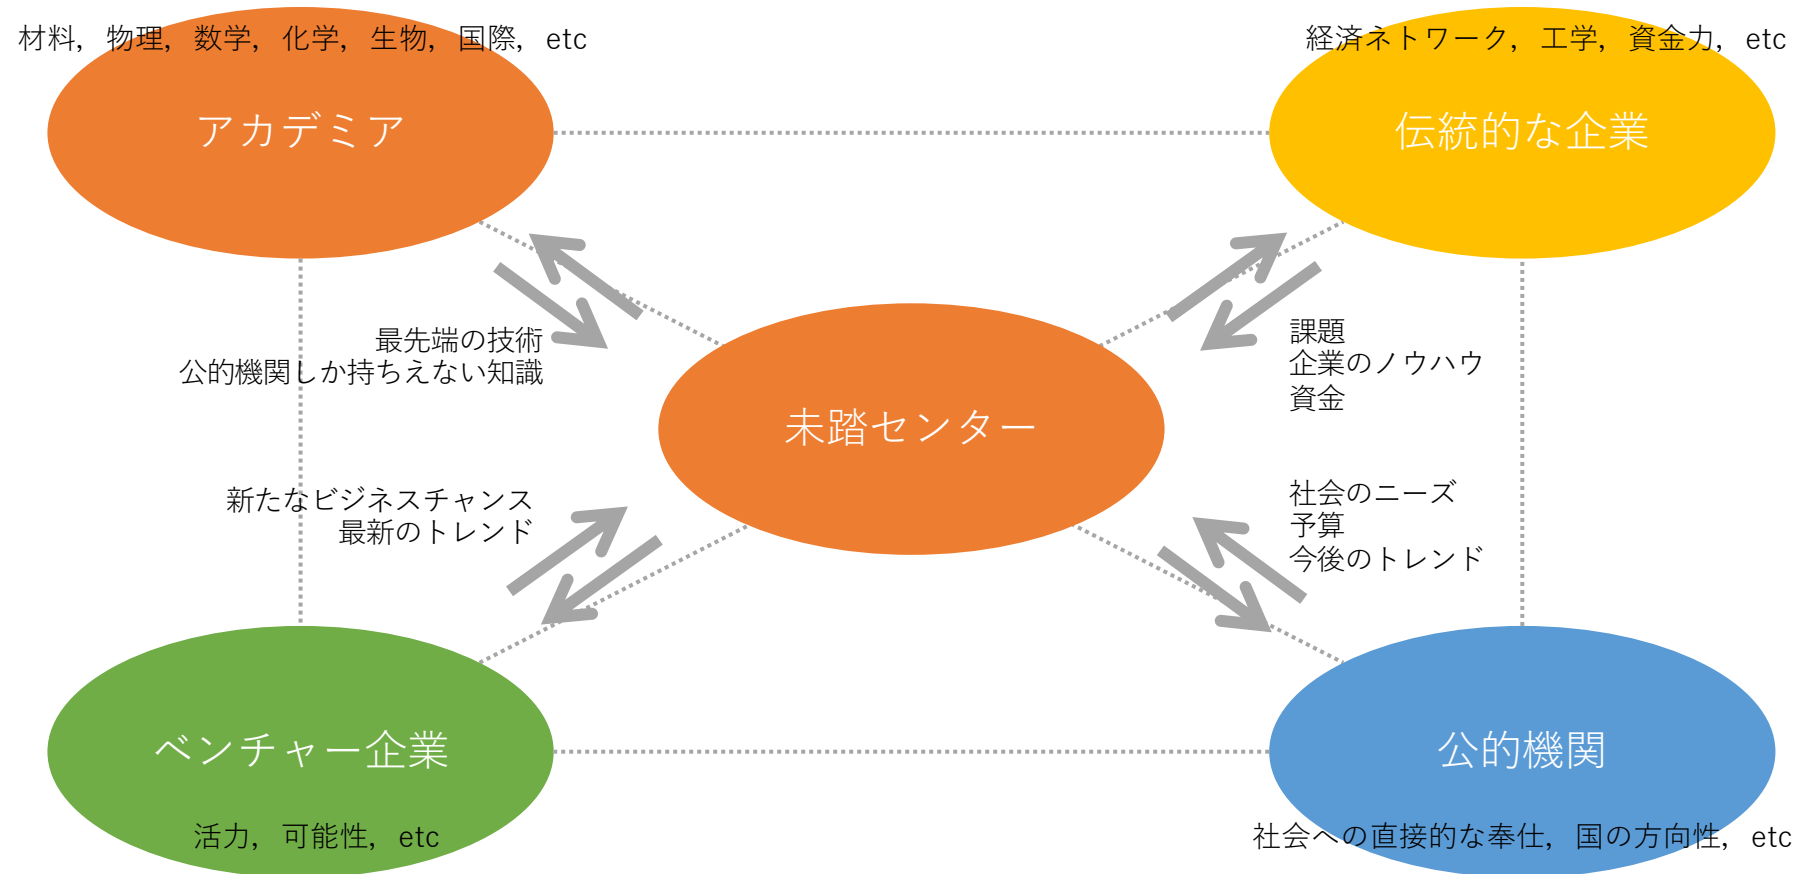 材料，物理，数学，化学，生物，国際，etc
経済ネトワーク，工学，資金力，etc
アカデミア
伝統的な企業
最先端の技術
公的機関しか持ちえない知識
課題
企業のノウハウ
資金
未踏センター
新たなビジネスチャンス
最新のトレンド
社会のニーズ
予算
今後のトレンド
ベンチャー企業
公的機関
活力，可能性，etc
社会への直接的な奉仕，国の方向性，etc